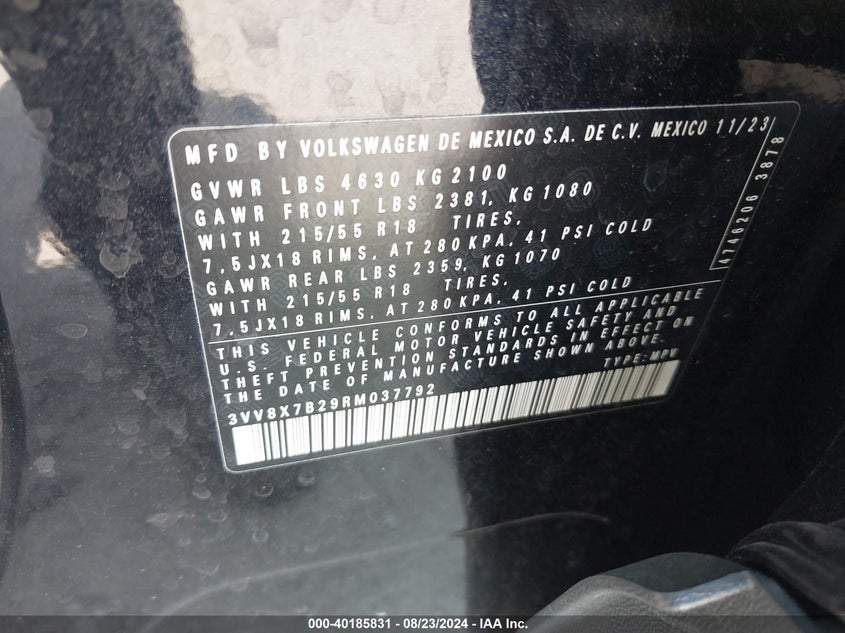 MFD BY VOLKSWAGEN DE MEXICO S.A. DE C.V. MEXICO 11/23
GVWR LBS 4630 KG 2100
GAWR FRONT LBS 2381, KG 1080
WITH 215/55 R18 TIRES,
7,5JX18 RIMS, AT 280 KPA, 41 PSI COLD
GAWR REAR LBS 2359, KG 1070
WITH 215/55 R18 TIRES,
7,5JX18 RIMS, AT 280 KPA, 41 PSI COLD
4746206 3878
THIS VEHICLE CONFORMS TO ALL APPLICABLE
U.S. FEDERAL MOTOR VEHICLE SAFETY AND
THEFT PREVENTION STANDARDS IN EFFECT ON
THE DATE OF MANUFACTURE SHOWN ABOVE.
3VV8X7B29RM037792 TYPE: MPV
000-40185831 - 08/23/2024 - IAA Inc.